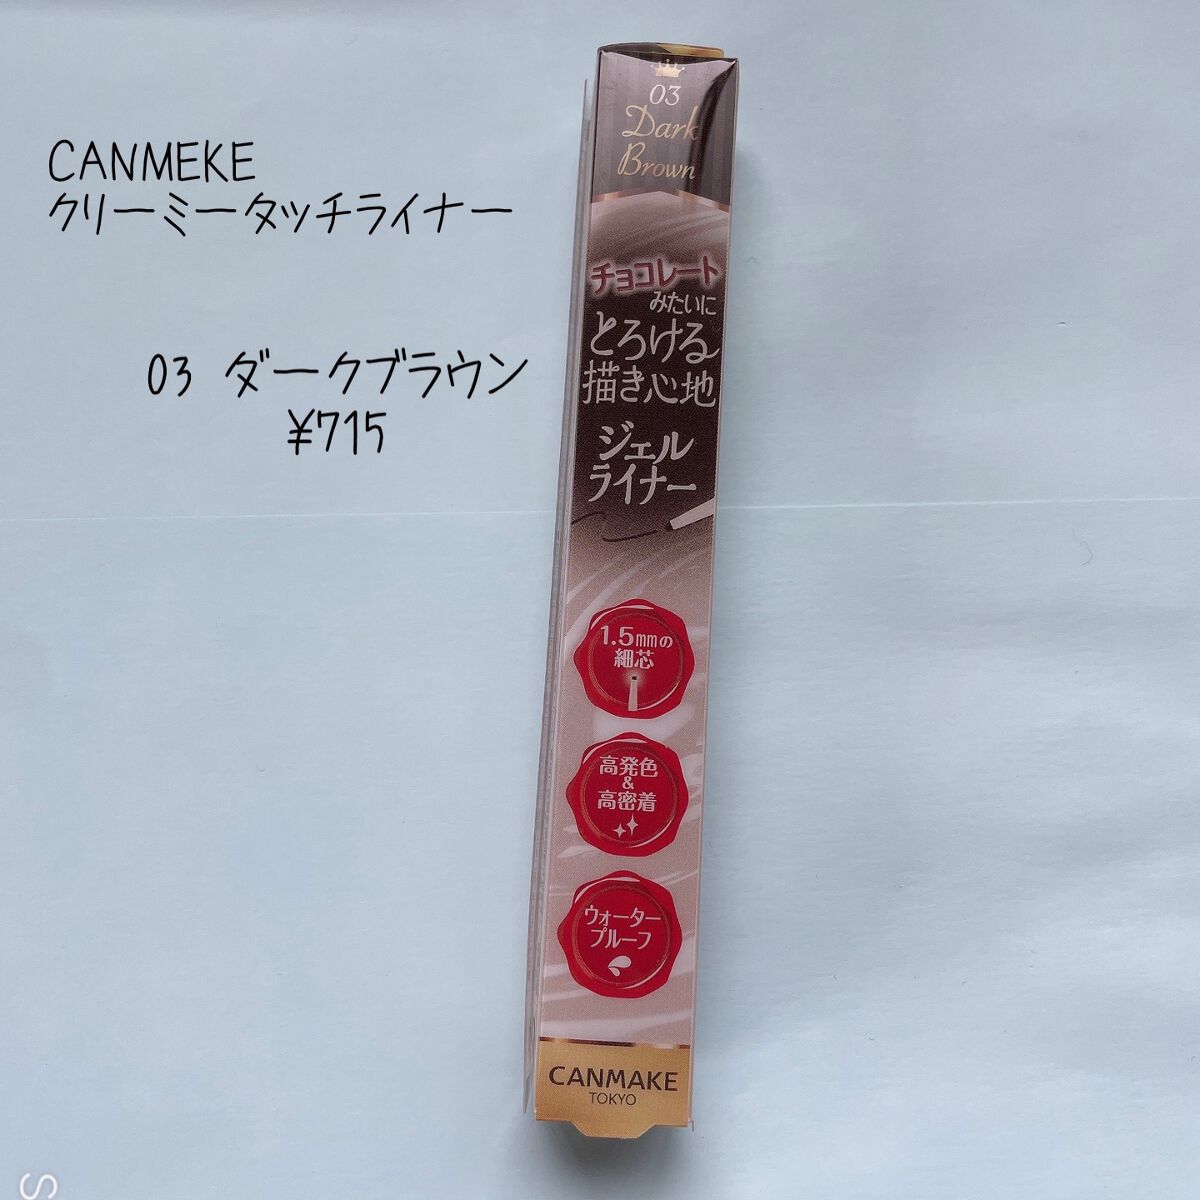 CANMEKE
クリーミータッチライナー
03 ダークブラウン
¥715
03
Dark
Brown
チョコレート
みたいに
とろける
描き心地
ジェル
ライナー
1.5mmの
細芯
高発色
&
高密着
ウォーター
プルーフ
CANMAKE
TOKYO
S